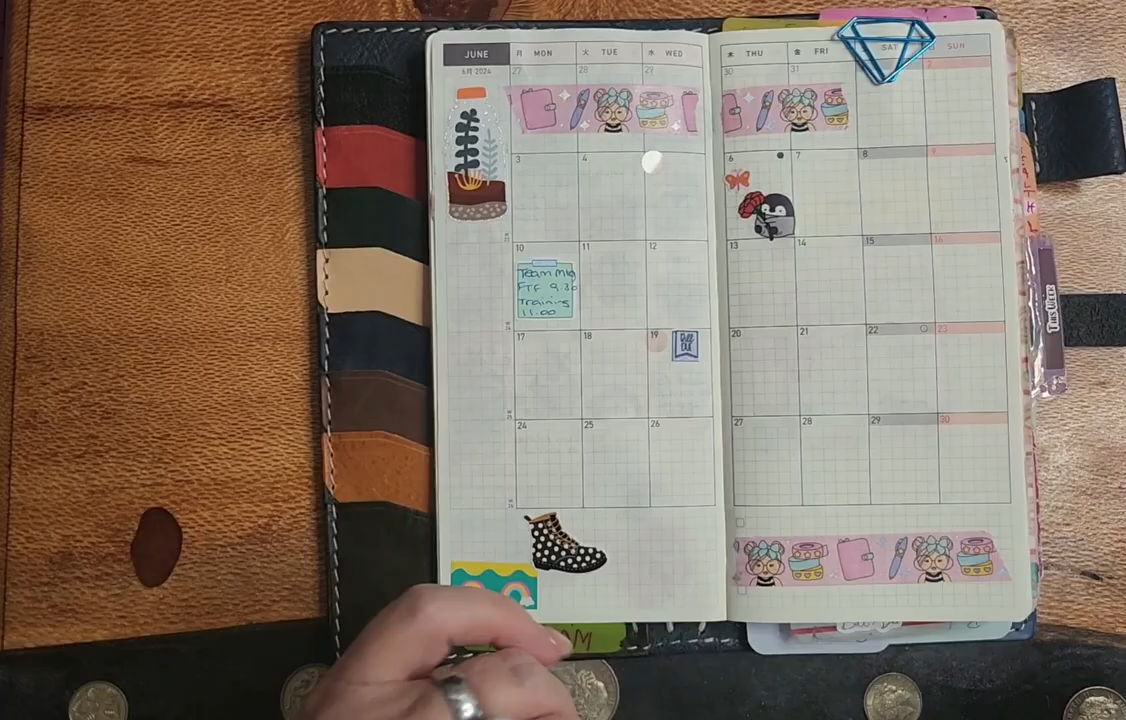 JUNE 月 MON 火 TUE 水 WED 木 THU 金 FRI SAT SUN
6月 2024 27 28 29 30 31 2
3 4 6 7 8 9
10 11 12 13 14 15 16
Team Mtg
FTF 9.30
Training
11.00
17 18 19 20 21 22 23
24 25 26 27 28 29 30
THIS WEEK